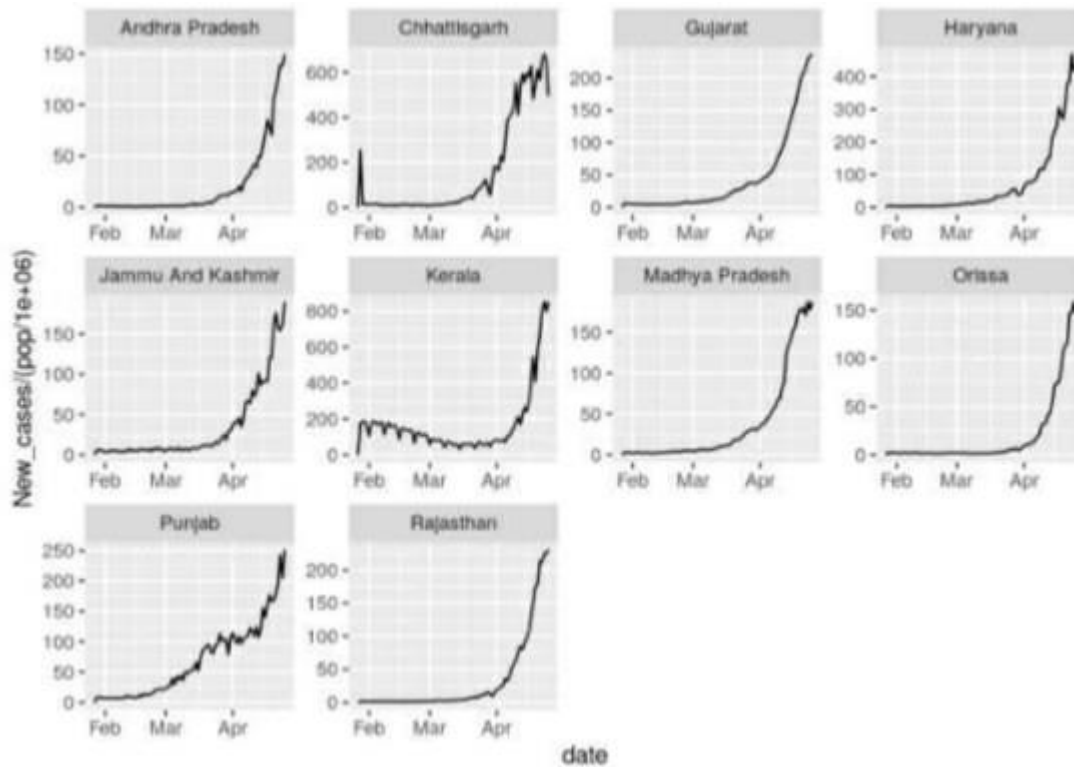 New_cases/(pop/1e+06)
Andhra Pradesh
150
100
50
0
Feb Mar Apr
Chhattisgarh
600
400
200
0
Feb Mar Apr
Gujarat
200
150
100
50
0
Feb Mar Apr
Haryana
400
300
200
100
0
Feb Mar Apr
Jammu And Kashmir
150
100
50
0
Feb Mar Apr
Kerala
800
600
400
200
0
Feb Mar Apr
Madhya Pradesh
150
100
50
0
Feb Mar Apr
Orissa
150
100
50
0
Feb Mar Apr
Punjab
250
200
150
100
50
0
Feb Mar Apr
Rajasthan
200
150
100
50
0
Feb Mar Apr
date